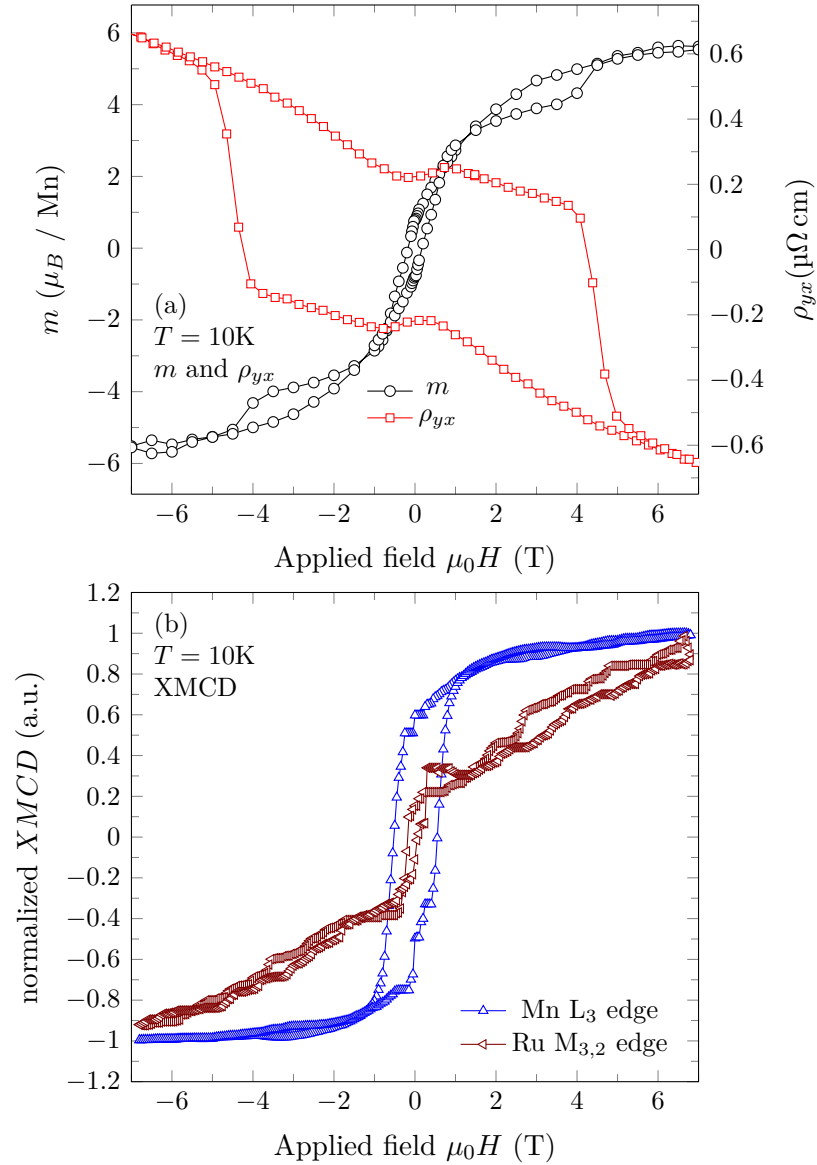 6
4
2
0
−2
−4
−6
m (μB / Mn)
0.6
0.4
0.2
0
−0.2
−0.4
−0.6
ρyx(μΩ cm)
(a)
T = 10K
m and ρyx
m
ρyx
−6 −4 −2 0 2 4 6
Applied field μ0H (T)
1.2
1
0.8
0.6
0.4
0.2
0
−0.2
−0.4
−0.6
−0.8
−1
−1.2
normalized XMCD (a.u.)
(b)
T = 10K
XMCD
Mn L3 edge
Ru M3,2 edge
−6 −4 −2 0 2 4 6
Applied field μ0H (T)